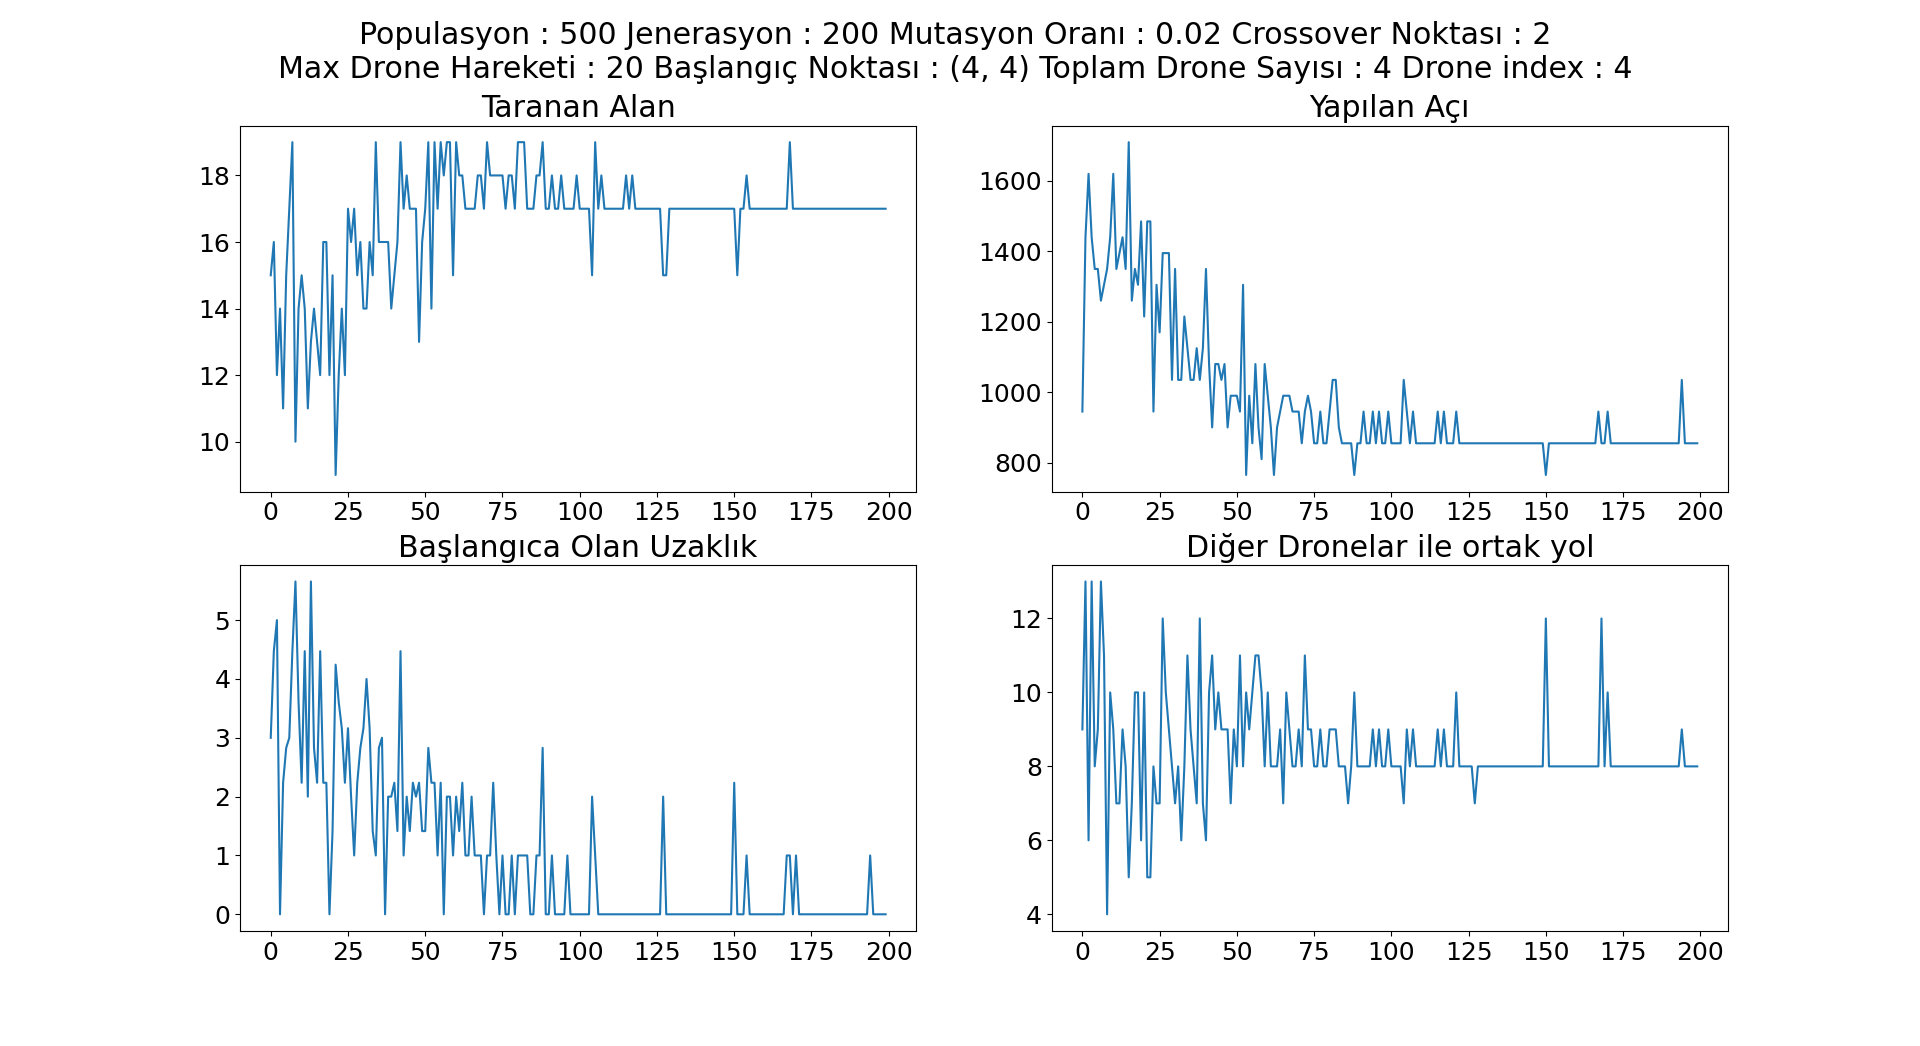 Populasyon : 500 Jenerasyon : 200 Mutasyon Oranı : 0.02 Crossover Noktası : 2
Max Drone Hareketi : 20 Başlangıç Noktası : (4, 4) Toplam Drone Sayısı : 4 Drone index : 4
Taranan Alan
18
16
14
12
10
0 25 50 75 100 125 150 175 200
Yapılan Açı
1600
1400
1200
1000
800
0 25 50 75 100 125 150 175 200
Başlangıca Olan Uzaklık
5
4
3
2
1
0
0 25 50 75 100 125 150 175 200
Diğer Dronelar ile ortak yol
12
10
8
6
4
0 25 50 75 100 125 150 175 200